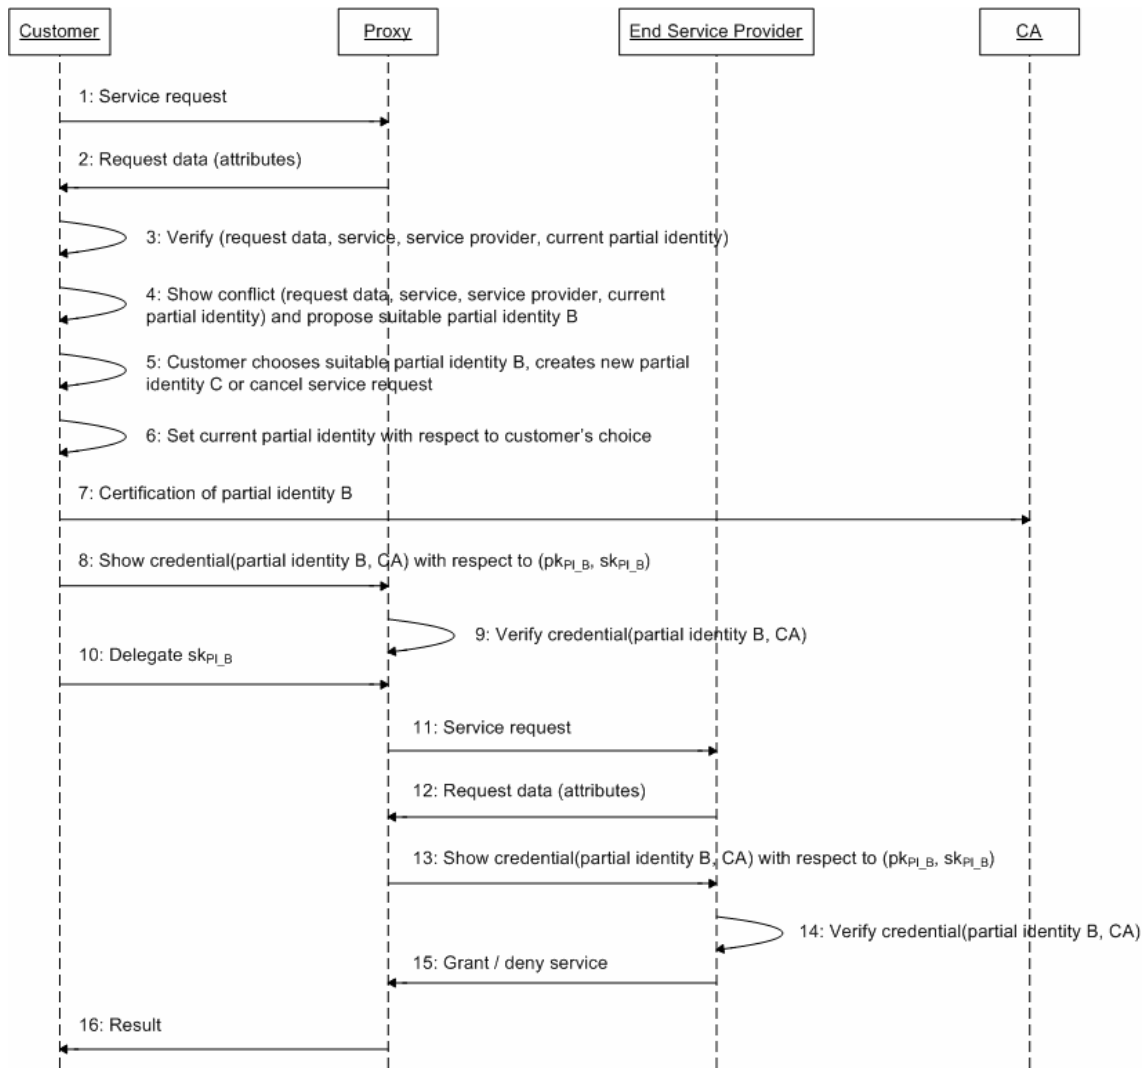 Customer
Proxy
End Service Provider
CA
1: Service request
2: Request data (attributes)
3: Verify (request data, service, service provider, current partial identity)
4: Show conflict (request data, service, service provider, current
partial identity) and propose suitable partial identity B
5: Customer chooses suitable partial identity B, creates new partial
identity C or cancel service request
6: Set current partial identity with respect to customer's choice
7: Certification of partial identity B
8: Show credential(partial identity B, CA) with respect to (pkPI_B, skPI_B)
9: Verify credential(partial identity B, CA)
10: Delegate skPI_B
11: Service request
12: Request data (attributes)
13: Show credential(partial identity B, CA) with respect to (pkPI_B, skPI_B)
14: Verify credential(partial identity B, CA)
15: Grant / deny service
16: Result